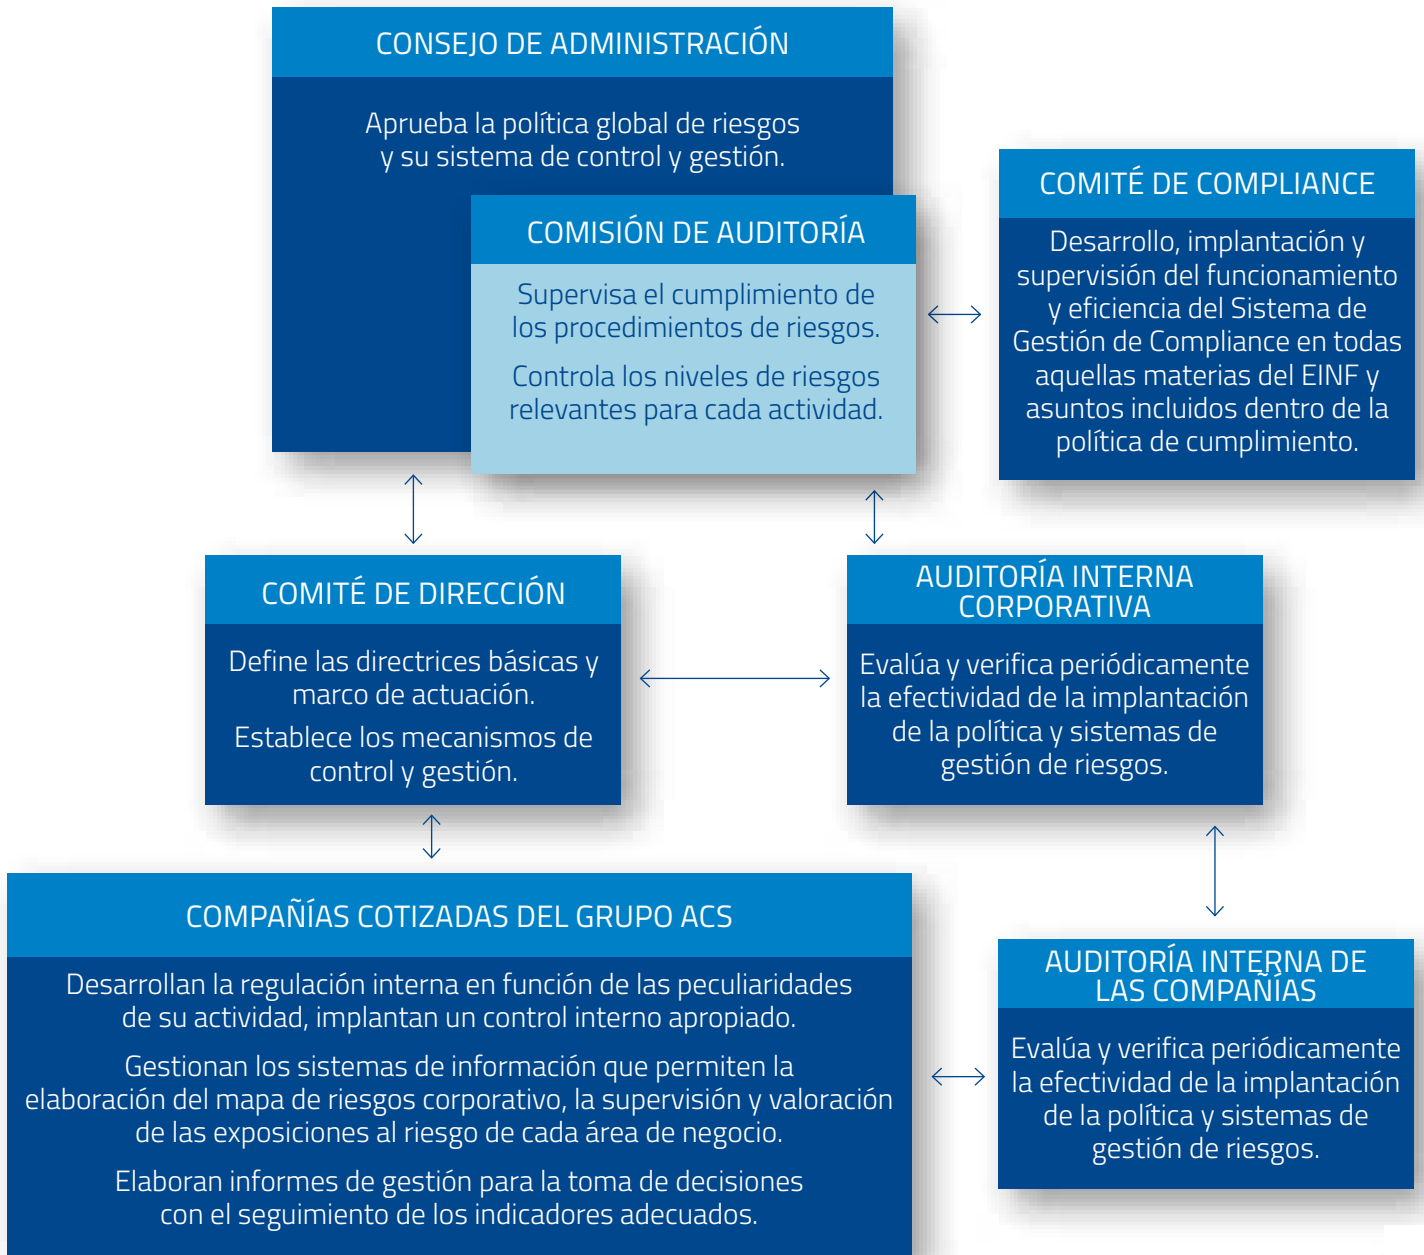 CONSEJO DE ADMINISTRACIÓN
Aprueba la política global de riesgos
y su sistema de control y gestión.
COMISIÓN DE AUDITORÍA
Supervisa el cumplimiento de
los procedimientos de riesgos.
Controla los niveles de riesgos
relevantes para cada actividad.
COMITÉ DE COMPLIANCE
Desarrollo, implantación y
supervisión del funcionamiento
y eficiencia del Sistema de
Gestión de Compliance en todas
aquellas materias del EINF y
asuntos incluidos dentro de la
política de cumplimiento.
COMITÉ DE DIRECCIÓN
Define las directrices básicas y
marco de actuación.
Establece los mecanismos de
control y gestión.
AUDITORÍA INTERNA
CORPORATIVA
Evalúa y verifica periódicamente
la efectividad de la implantación
de la política y sistemas de
gestión de riesgos.
COMPAÑÍAS COTIZADAS DEL GRUPO ACS
Desarrollan la regulación interna en función de las peculiaridades
de su actividad, implantan un control interno apropiado.
Gestionan los sistemas de información que permiten la
elaboración del mapa de riesgos corporativo, la supervisión y valoración
de las exposiciones al riesgo de cada área de negocio.
Elaboran informes de gestión para la toma de decisiones
con el seguimiento de los indicadores adecuados.
AUDITORÍA INTERNA DE
LAS COMPAÑÍAS
Evalúa y verifica periódicamente
la efectividad de la implantación
de la política y sistemas de
gestión de riesgos.